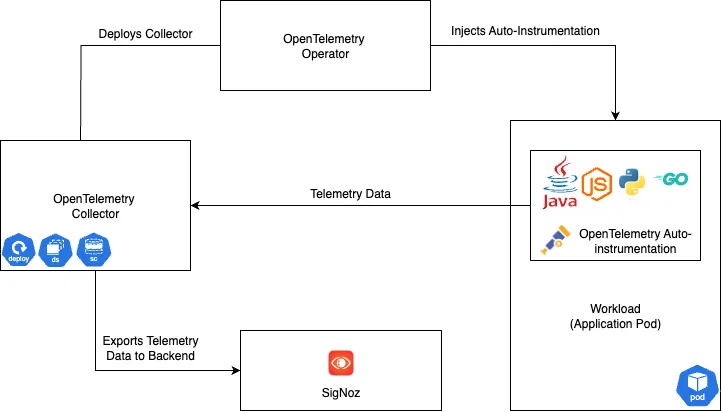 Deploys Collector
OpenTelemetry
Operator
Injects Auto-Instrumentation
OpenTelemetry
Collector
deploy
ds
sc
Telemetry Data
Java
JS
GO
OpenTelemetry Auto-
instrumentation
Workload
(Application Pod)
pod
Exports Telemetry
Data to Backend
SigNoz